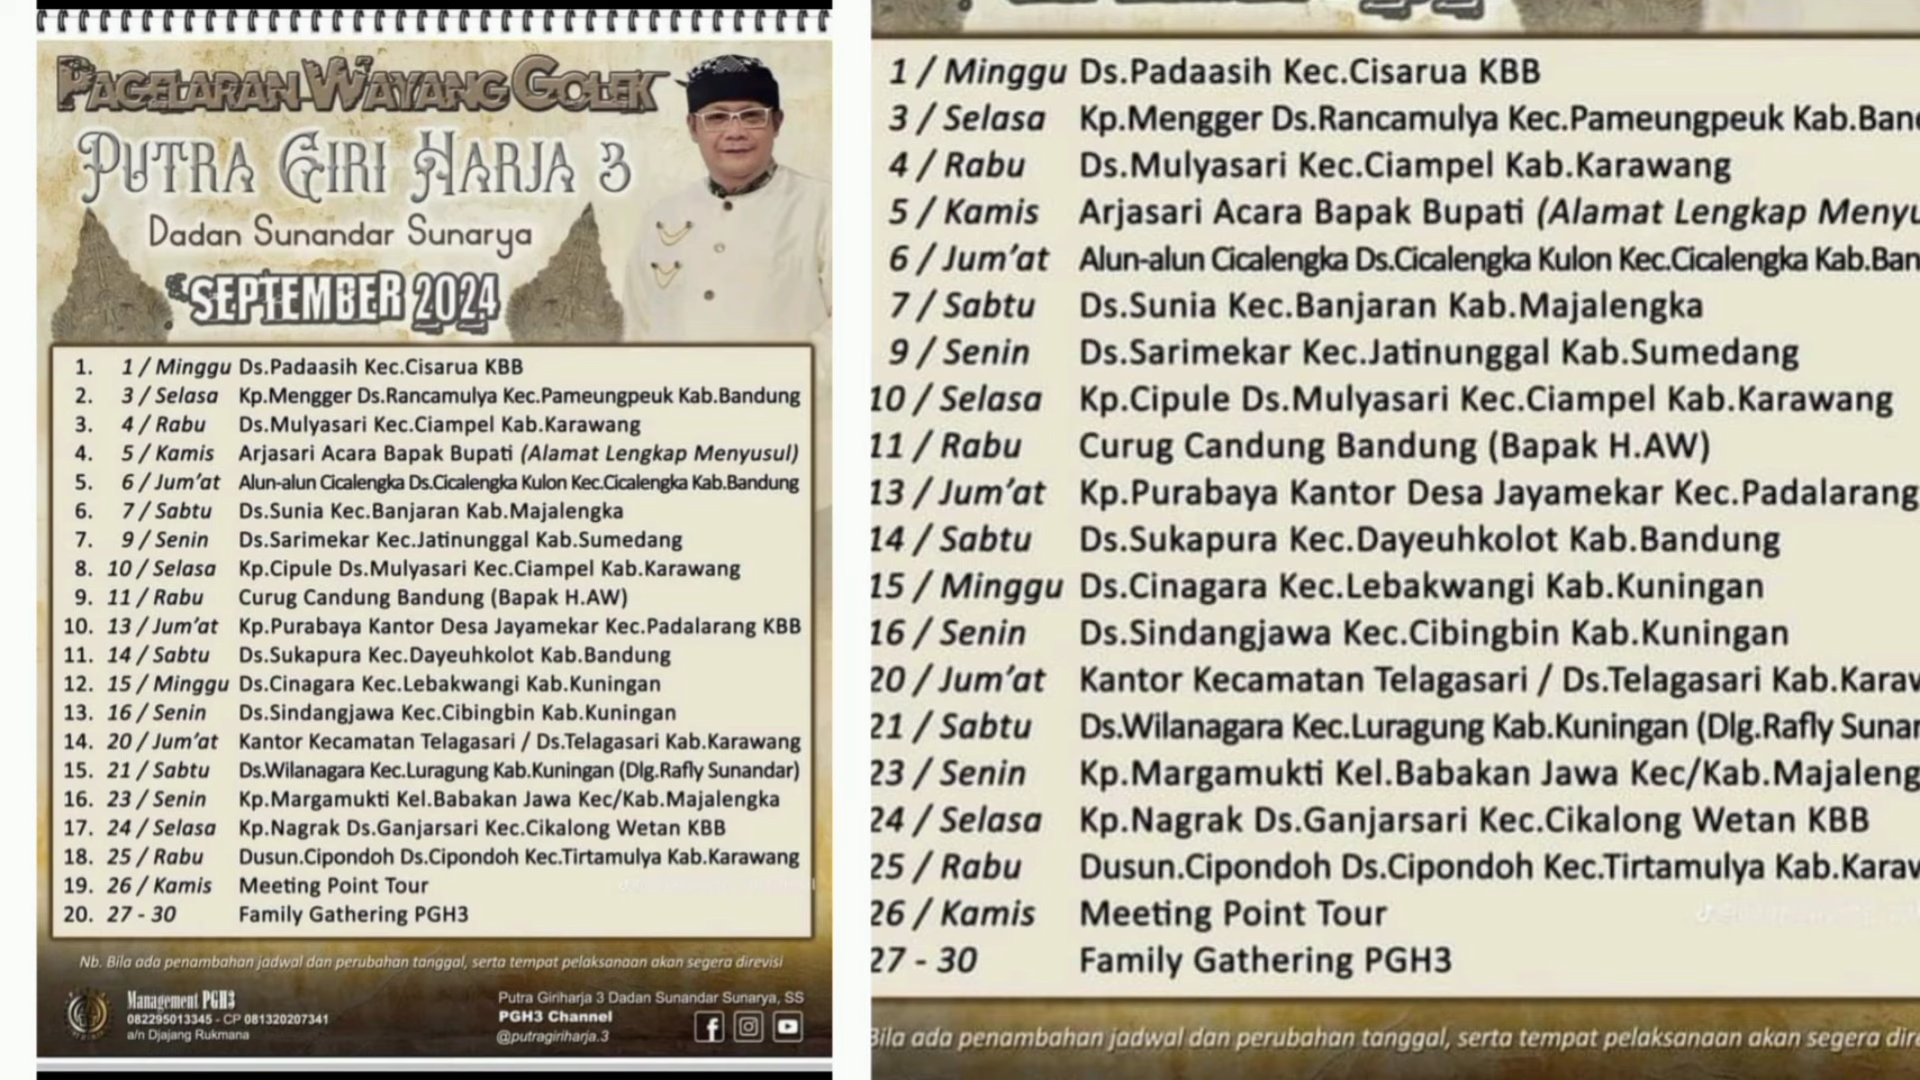 PAGELARAN WAYANG GOLEK
PUTRA GIRI HARJA 3
Dadan Sunandar Sunarya
SEPTEMBER 2024
1. 1 / Minggu Ds.Padaasih Kec.Cisarua KBB
2. 3 / Selasa Kp.Mengger Ds.Rancamulya Kec.Pameungpeuk Kab.Bandung
3. 4 / Rabu Ds.Mulyasari Kec.Ciampel Kab.Karawang
4. 5 / Kamis Arjasari Acara Bapak Bupati (Alamat Lengkap Menyusul)
5. 6 / Jum'at Alun-alun Cicalengka Ds.Cicalengka Kulon Kec.Cicalengka Kab.Bandung
6. 7 / Sabtu Ds.Sunia Kec.Banjaran Kab.Majalengka
7. 9 / Senin Ds.Sarimekar Kec.Jatinunggal Kab.Sumedang
8. 10 / Selasa Kp.Cipule Ds.Mulyasari Kec.Ciampel Kab.Karawang
9. 11 / Rabu Curug Candung Bandung (Bapak H.AW)
10. 13 / Jum'at Kp.Purabaya Kantor Desa Jayamekar Kec.Padalarang KBB
11. 14 / Sabtu Ds.Sukapura Kec.Dayeuhkolot Kab.Bandung
12. 15 / Minggu Ds.Cinagara Kec.Lebakwangi Kab.Kuningan
13. 16 / Senin Ds.Sindangjawa Kec.Cibingbin Kab.Kuningan
14. 20 / Jum'at Kantor Kecamatan Telagasari / Ds.Telagasari Kab.Karawang
15. 21 / Sabtu Ds.Wilanagara Kec.Luragung Kab.Kuningan (Dlg.Rafly Sunandar)
16. 23 / Senin Kp.Margamukti Kel.Babakan Jawa Kec/Kab.Majalengka
17. 24 / Selasa Kp.Nagrak Ds.Ganjarsari Kec.Cikalong Wetan KBB
18. 25 / Rabu Dusun.Cipondoh Ds.Cipondoh Kec.Tirtamulya Kab.Karawang
19. 26 / Kamis Meeting Point Tour
20. 27 - 30 Family Gathering PGH3
Nb. Bila ada penambahan jadwal dan perubahan tanggal, serta tempat pelaksanaan akan segera direvisi
Management PGH3
082295013345 - CP 081320207341
a/n Djajang Rukmana
Putra Giriharja 3 Dadan Sunandar Sunarya, SS
PGH3 Channel
@putragiriharja.3
1 / Minggu Ds.Padaasih Kec.Cisarua KBB
3 / Selasa Kp.Mengger Ds.Rancamulya Kec.Pameungpeuk Kab.Ban
4 / Rabu Ds.Mulyasari Kec.Ciampel Kab.Karawang
5 / Kamis Arjasari Acara Bapak Bupati (Alamat Lengkap Menyu
6 / Jum'at Alun-alun Cicalengka Ds.Cicalengka Kulon Kec.Cicalengka Kab.Ban
7 / Sabtu Ds.Sunia Kec.Banjaran Kab.Majalengka
9 / Senin Ds.Sarimekar Kec.Jatinunggal Kab.Sumedang
10 / Selasa Kp.Cipule Ds.Mulyasari Kec.Ciampel Kab.Karawang
11 / Rabu Curug Candung Bandung (Bapak H.AW)
13 / Jum'at Kp.Purabaya Kantor Desa Jayamekar Kec.Padalarang
14 / Sabtu Ds.Sukapura Kec.Dayeuhkolot Kab.Bandung
15 / Minggu Ds.Cinagara Kec.Lebakwangi Kab.Kuningan
16 / Senin Ds.Sindangjawa Kec.Cibingbin Kab.Kuningan
20 / Jum'at Kantor Kecamatan Telagasari / Ds.Telagasari Kab.Karaw
21 / Sabtu Ds.Wilanagara Kec.Luragung Kab.Kuningan (Dlg.Rafly Sunan
23 / Senin Kp.Margamukti Kel.Babakan Jawa Kec/Kab.Majaleng
24 / Selasa Kp.Nagrak Ds.Ganjarsari Kec.Cikalong Wetan KBB
25 / Rabu Dusun.Cipondoh Ds.Cipondoh Kec.Tirtamulya Kab.Karaw
26 / Kamis Meeting Point Tour
27 - 30 Family Gathering PGH3
Bila ada penambahan jadwal dan perubahan tanggal, serta tempat pelaksanaan akan segera dire